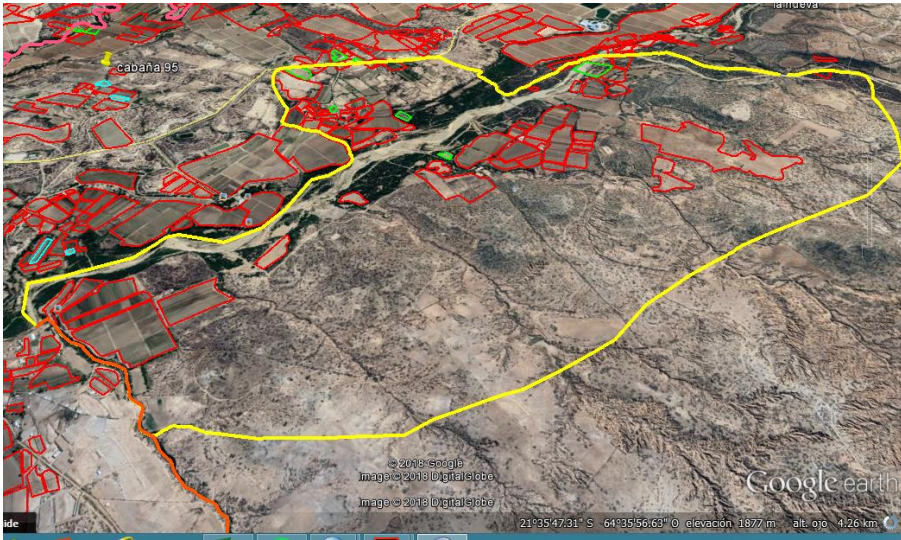 la nueva
cabaña 95
© 2018 Google
Image © 2018 DigitalGlobe
Image © 2018 DigitalGlobe
Google earth
ide
21°35'47.31" S 64°35'56.63" O elevación 1877 m alt. ojo 4.26 km